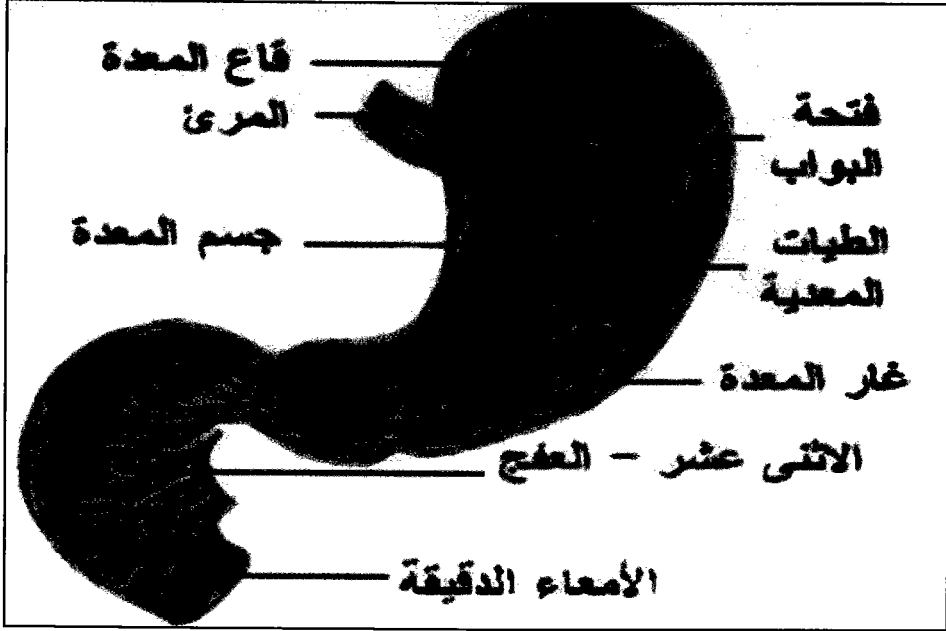 قاع المعدة
المرئ
فتحة
البواب
جسم المعدة
الطيات
المعدية
غار المعدة
الاثنى عشر - العفج
الأمعاء الدقيقة